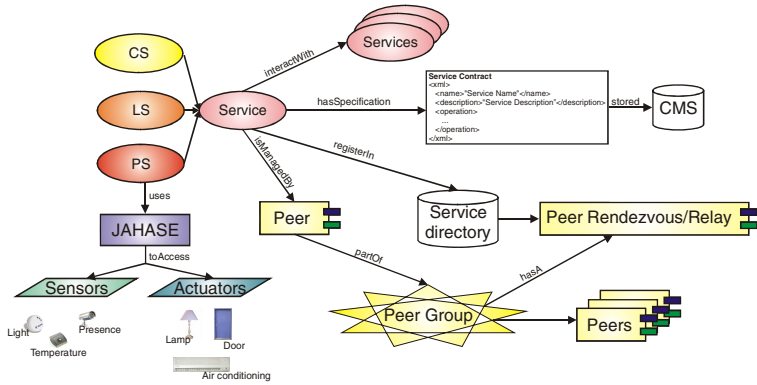 CS
LS
PS
Service
interactWith
Services
hasSpecification
Service Contract
<xml>
<name>"Service Name"</name>
<description>"Service Description"</description>
<operation>
...
</operation>
</xml>
stored
CMS
isManagedBy
registerIn
uses
JAHASE
toAccess
Sensors
Actuators
Peer
Service
directory
Peer Rendezvous/Relay
partOf
hasA
Peer Group
Peers
Light
Presence
Temperature
Lamp
Door
Air conditioning